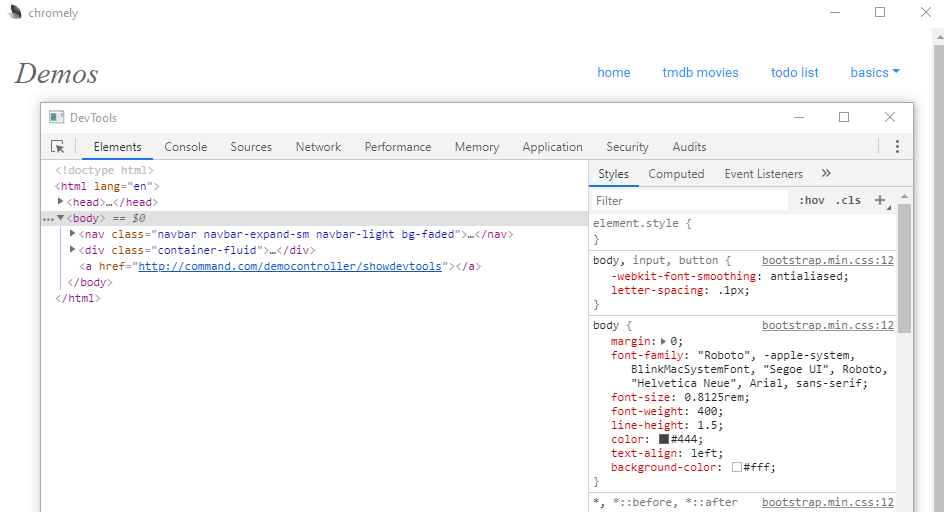 chromely
Demos
home tmdb movies todo list basics
DevTools
Elements Console Sources Network Performance Memory Application Security Audits
<!doctype html>
<html lang="en">
<head>…</head>
<body> == $0
<nav class="navbar navbar-expand-sm navbar-light bg-faded">…</nav>
<div class="container-fluid">…</div>
<a href="http://command.com/democontroller/showdevtools"></a>
</body>
</html>
Styles Computed Event Listeners »
Filter :hov .cls +
element.style {
}
body, input, button { bootstrap.min.css:12
-webkit-font-smoothing: antialiased;
letter-spacing: .1px;
}
body { bootstrap.min.css:12
margin: 0;
font-family: "Roboto", -apple-system,
BlinkMacSystemFont, "Segoe UI", Roboto,
"Helvetica Neue", Arial, sans-serif;
font-size: 0.8125rem;
font-weight: 400;
line-height: 1.5;
color: #444;
text-align: left;
background-color: #fff;
}
*, *::before, *::after bootstrap.min.css:12